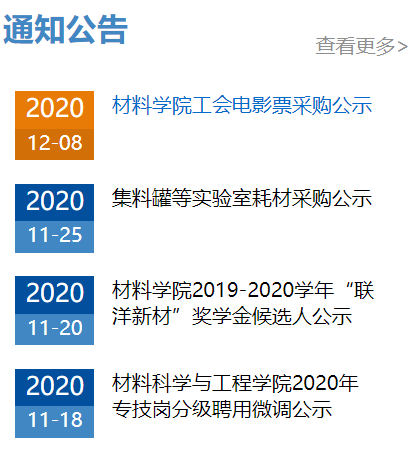 通知公告
查看更多>
2020
12-08
材料学院工会电影票采购公示
2020
11-25
集料罐等实验室耗材采购公示
2020
11-20
材料学院2019-2020学年“联
洋新材”奖学金候选人公示
2020
11-18
材料科学与工程学院2020年
专技岗分级聘用微调公示